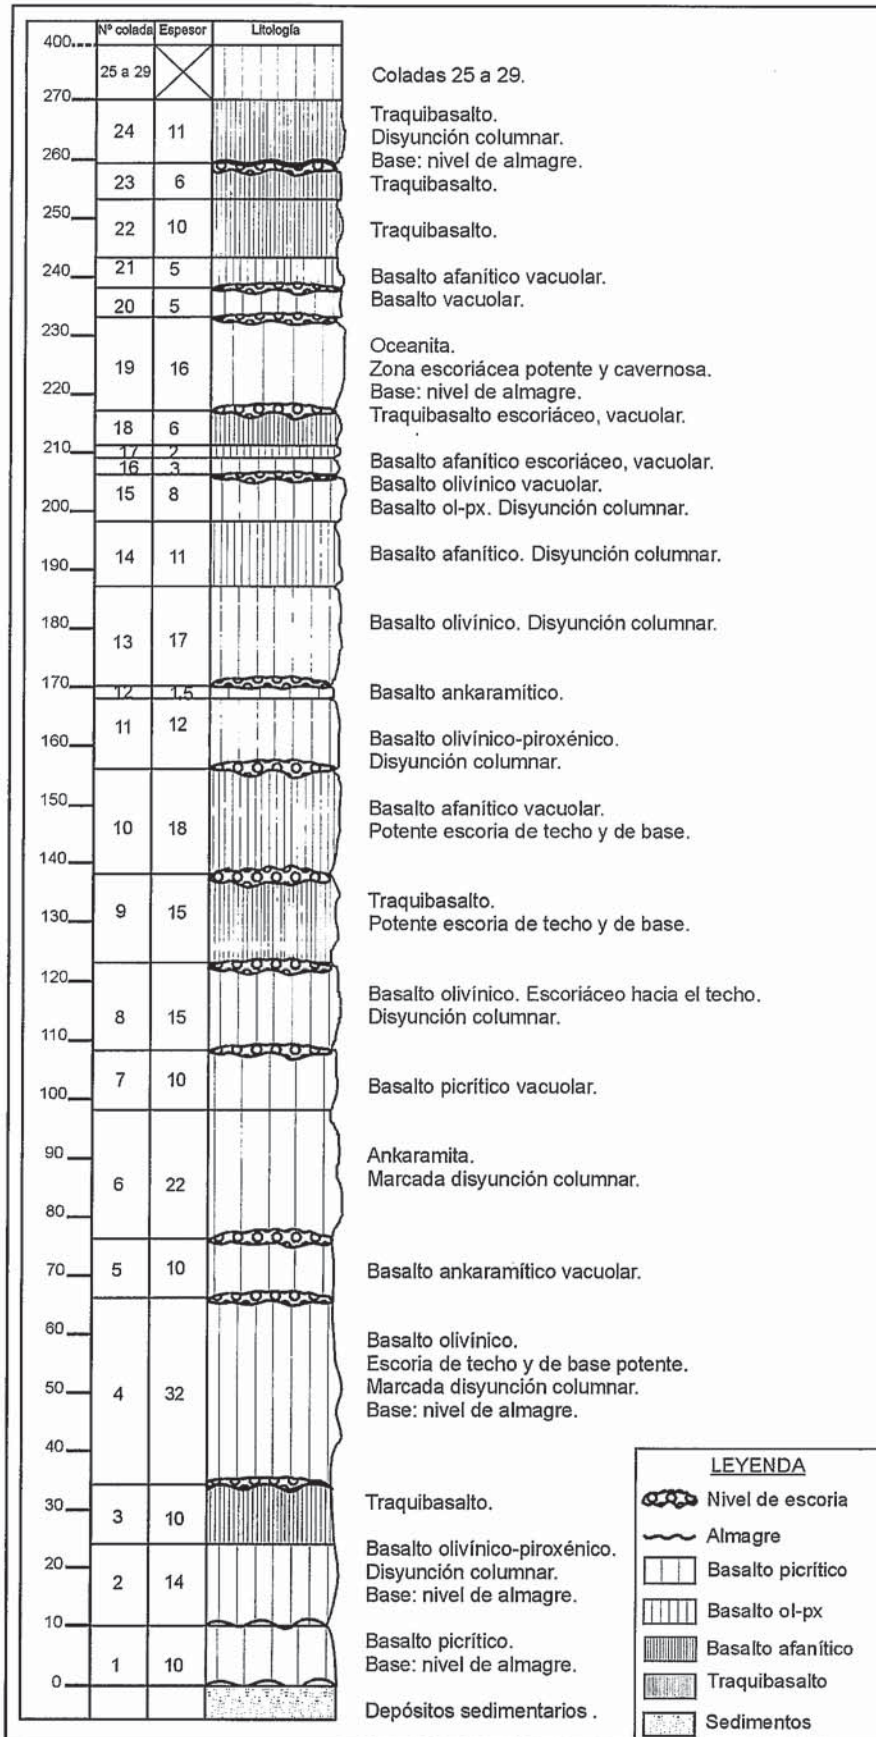 Nº colada Espesor Litología
400
25 a 29 Coladas 25 a 29.
270
24 11 Traquibasalto.
Disyunción columnar.
260 Base: nivel de almagre.
23 6 Traquibasalto.
250
22 10 Traquibasalto.
21 5 Basalto afanítico vacuolar.
240
20 5 Basalto vacuolar.
230
Oceanita.
19 16 Zona escoriácea potente y cavernosa.
220 Base: nivel de almagre.
18 6 Traquibasalto escoriáceo, vacuolar.
210
17 2
16 3 Basalto afanítico escoriáceo, vacuolar.
Basalto olivínico vacuolar.
15 8 Basalto ol-px. Disyunción columnar.
200
14 11 Basalto afanítico. Disyunción columnar.
190
180 Basalto olivínico. Disyunción columnar.
13 17
170
12 1,5 Basalto ankaramítico.
11 12 Basalto olivínico-piroxénico.
160 Disyunción columnar.
150 Basalto afanítico vacuolar.
10 18 Potente escoria de techo y de base.
140
Traquibasalto.
9 15 Potente escoria de techo y de base.
130
120 Basalto olivínico. Escoriáceo hacia el techo.
8 15 Disyunción columnar.
110
7 10 Basalto picrítico vacuolar.
100
90 Ankaramita.
6 22 Marcada disyunción columnar.
80
5 10 Basalto ankaramítico vacuolar.
70
60 Basalto olivínico.
Escoria de techo y de base potente.
4 32 Marcada disyunción columnar.
50 Base: nivel de almagre.
40
30 Traquibasalto.
3 10
20 Basalto olivínico-piroxénico.
2 14 Disyunción columnar.
Base: nivel de almagre.
10
Basalto picrítico.
1 10 Base: nivel de almagre.
0
Depósitos sedimentarios .
LEYENDA
Nivel de escoria
Almagre
Basalto picrítico
Basalto ol-px
Basalto afanítico
Traquibasalto
Sedimentos